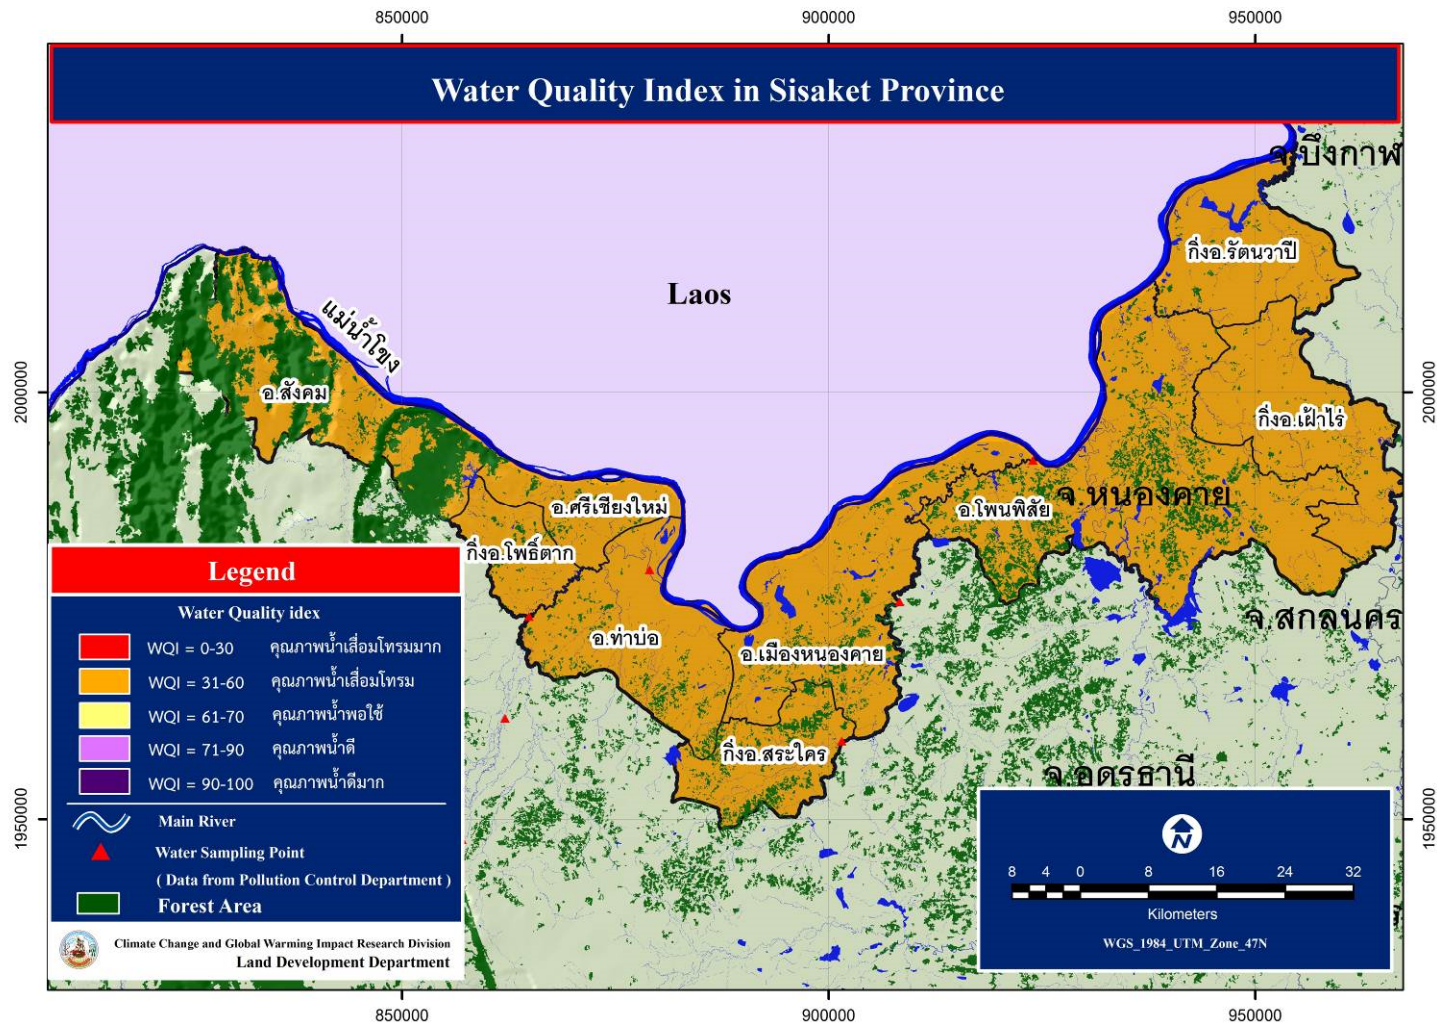 850000
900000
950000
Water Quality Index in Sisaket Province
จ.บึงกาฬ
กิ่งอ.รัตนวาปี
Laos
แม่น้ำโขง
2000000
2000000
อ.สังคม
กิ่งอ.เฝ้าไร่
จ.หนองคาย
อ.ศรีเชียงใหม่
อ.โพนพิสัย
กิ่งอ.โพธิ์ตาก
จ.สกลนคร
อ.ท่าบ่อ
อ.เมืองหนองคาย
กิ่งอ.สระใคร
จ.อุดรธานี
Legend
Water Quality idex
WQI = 0-30 คุณภาพน้ำเสื่อมโทรมมาก
WQI = 31-60 คุณภาพน้ำเสื่อมโทรม
WQI = 61-70 คุณภาพน้ำพอใช้
WQI = 71-90 คุณภาพน้ำดี
WQI = 90-100 คุณภาพน้ำดีมาก
Main River
Water Sampling Point
( Data from Pollution Control Department )
Forest Area
Climate Change and Global Warming Impact Research Division
Land Development Department
1950000
1950000
N
8 4 0 8 16 24 32
Kilometers
WGS_1984_UTM_Zone_47N
850000
900000
950000